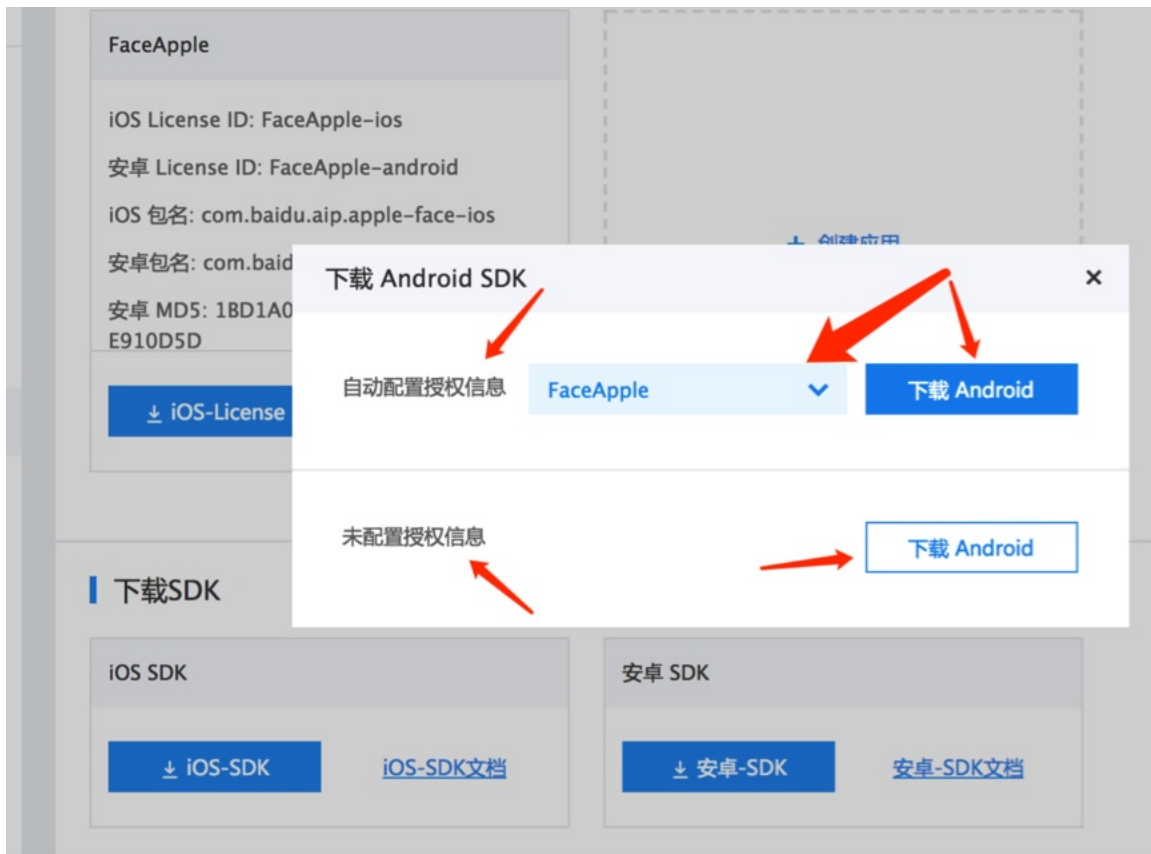 FaceApple
iOS License ID: FaceApple-ios
安卓 License ID: FaceApple-android
iOS 包名: com.baidu.aip.apple-face-ios
安卓包名: com.baid
安卓 MD5: 1BD1A0
E910D5D
iOS-License
+ 创建应用
下载 Android SDK
×
自动配置授权信息
FaceApple
下载 Android
未配置授权信息
下载 Android
下载SDK
iOS SDK
iOS-SDK
iOS-SDK文档
安卓 SDK
安卓-SDK
安卓-SDK文档